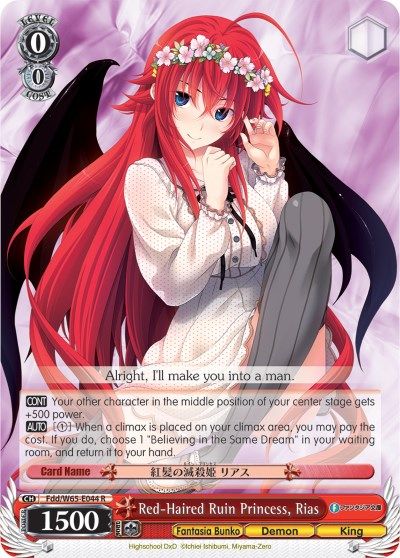 LEVEL
0
0
COST
Alright, I'll make you into a man.
CONT Your other character in the middle position of your center stage gets
+500 power.
AUTO [①] When a climax is placed on your climax area, you may pay the
cost. If you do, choose 1 "Believing in the Same Dream" in your waiting
room, and return it to your hand.
Card Name 紅髪の滅殺姫 リアス
CH Fdd/W65-E044 R
POWER 1500 Red-Haired Ruin Princess, Rias
Fantasia Bunko Demon King
Highschool DxD ©Ichiei Ishibumi, Miyama-Zero